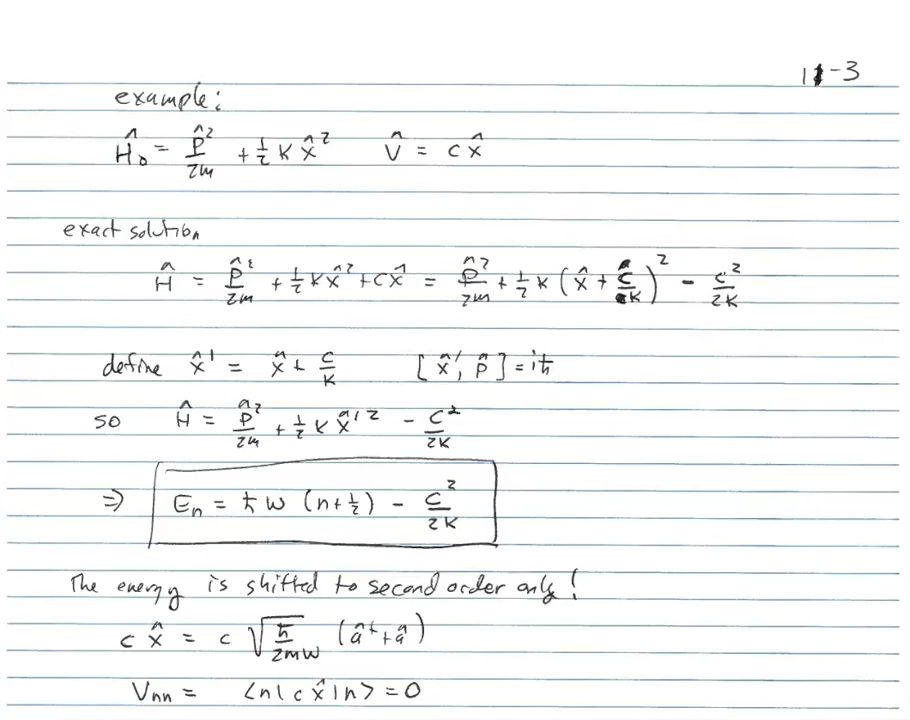 11-3
example:
Ĥ₀ = p̂²/2m + ½ k x̂²   V̂ = c x̂
exact solution
Ĥ = p̂²/2m + ½ k x̂² + c x̂ = p̂²/2m + ½ k (x̂ + c/k)² - c²/2k
define x̂' = x̂ + c/k   [x̂', p̂] = iħ
so Ĥ = p̂²/2m + ½ k x̂'² - c²/2k
⇒ Eₙ = ħω (n+½) - c²/2k
The energy is shifted to second order only!
c x̂ = c √(ħ/2mω) (â† + â)
Vₙₙ = ⟨n|c x̂|n⟩ = 0